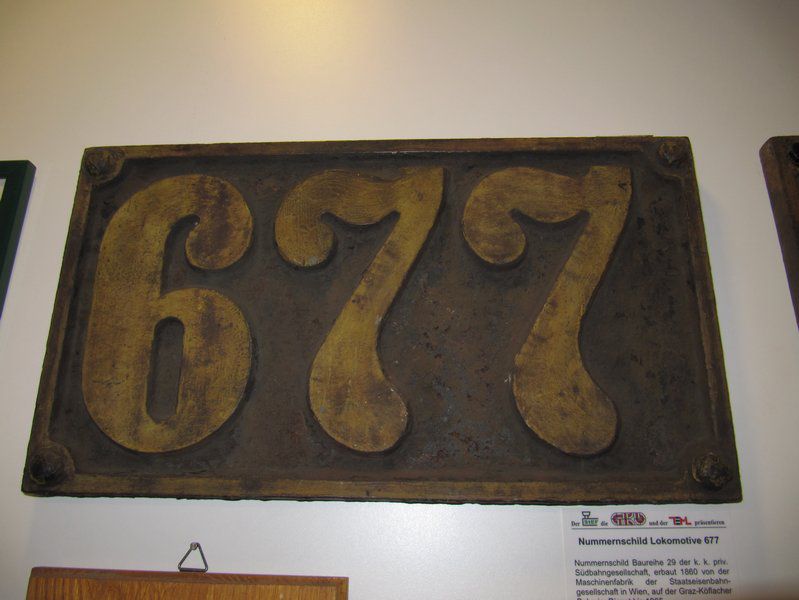 677
Der die GKB und der TEML präsentieren
Nummernschild Lokomotive 677
Nummernschild Baureihe 29 der k. k. priv.
Südbahngesellschaft, erbaut 1860 von der
Maschinenfabrik der Staatseisenbahn-
gesellschaft in Wien, auf der Graz-Köflacher